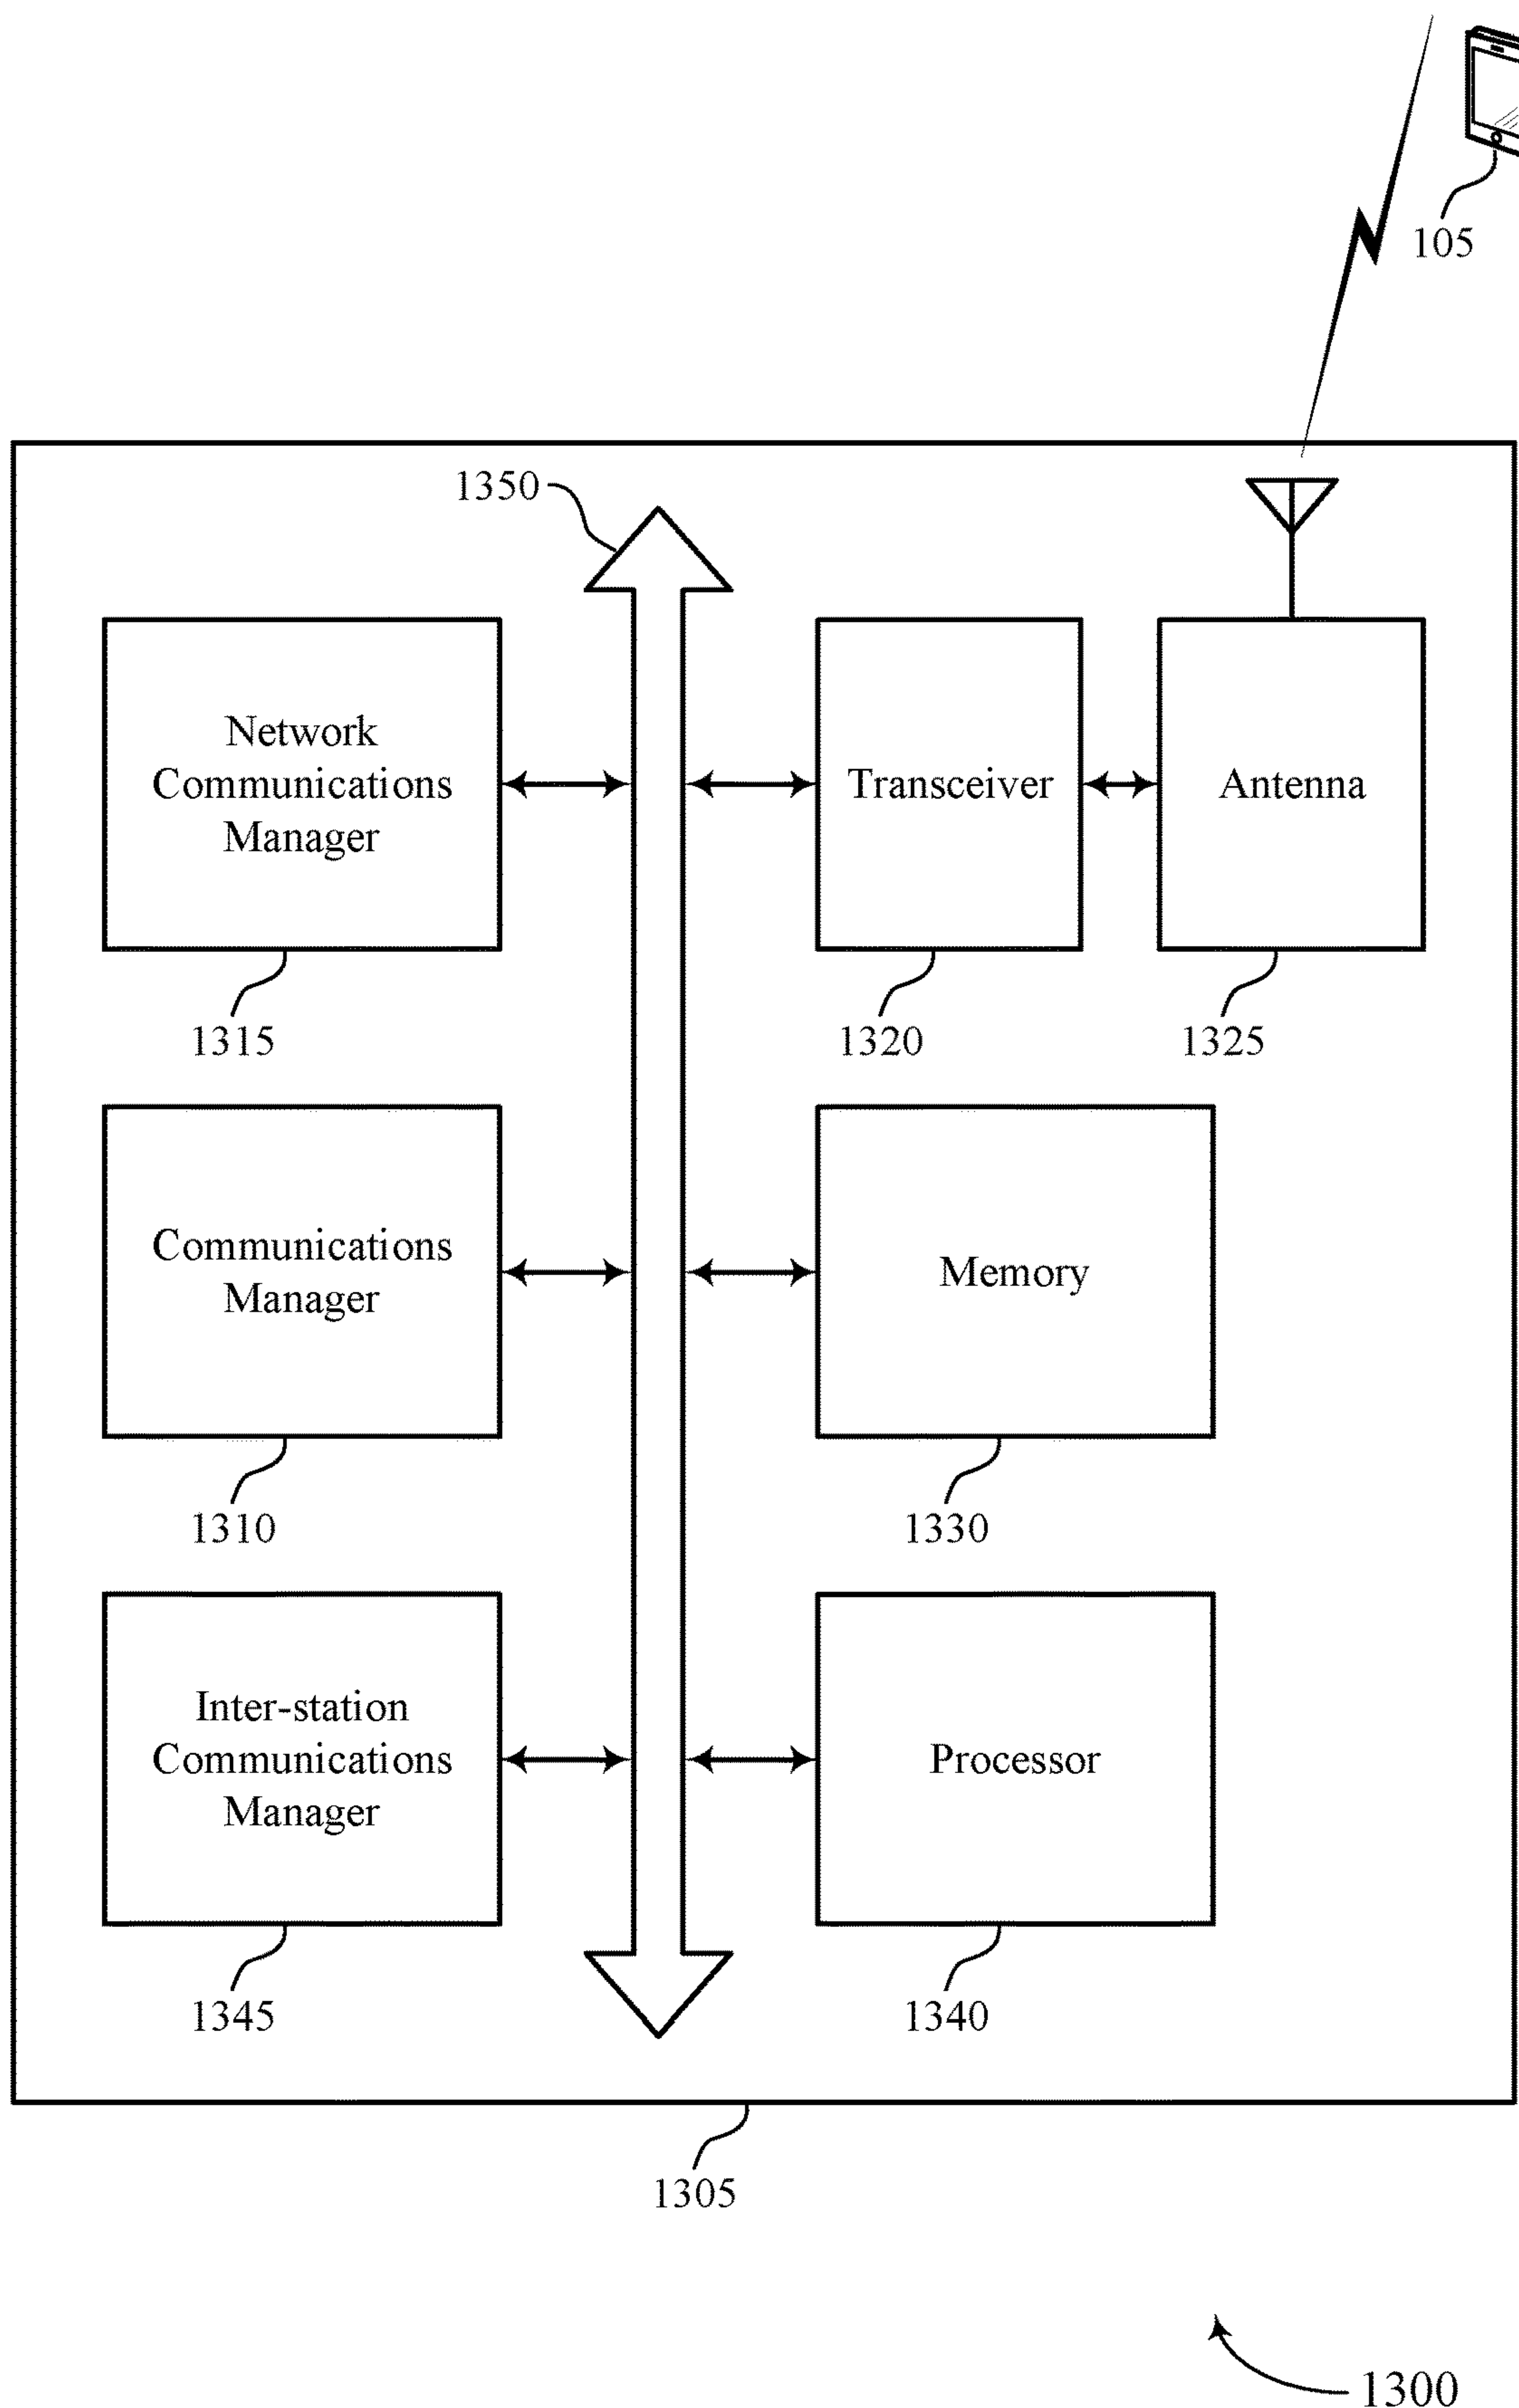 105
1350
Network
Communications
Manager
Transceiver
Antenna
1315
1320
1325
Communications
Manager
Memory
1310
1330
Inter-station
Communications
Manager
Processor
1345
1340
1305
1300